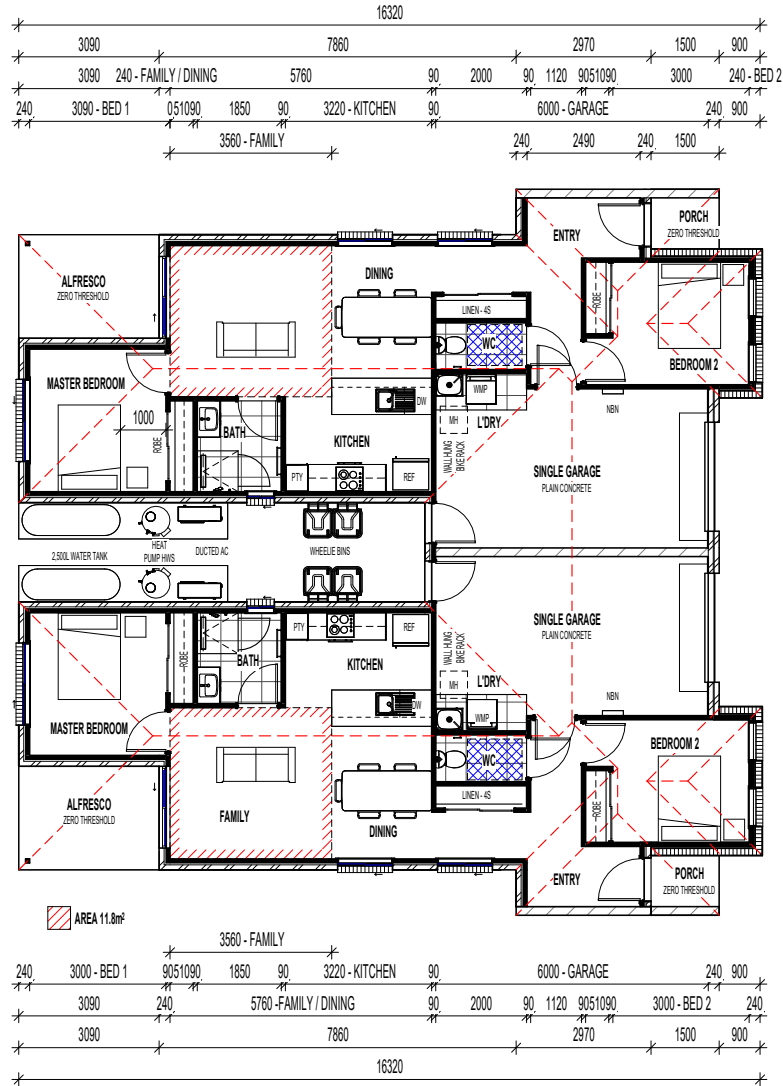 16320
3090 7860 2970 1500 900
3090 240 - FAMILY / DINING 5760 90 2000 90 1120 9051090 3000 240 - BED 2
240 3090 - BED 1 051090 1850 90 3220 - KITCHEN 90 6000 - GARAGE 240 900
3560 - FAMILY 240 2490 240 1500
PORCH
ZERO THRESHOLD
ENTRY
DINING
ALFRESCO
ZERO THRESHOLD
ROBE
LINEN - 4S
WC
BEDROOM 2
MASTER BEDROOM
1000
ROBE
BATH
DW
WMP
NBN
MH
L'DRY
KITCHEN
WALL HUNG
BIKE RACK
SINGLE GARAGE
PLAIN CONCRETE
PTY
REF
2,500L WATER TANK
HEAT
PUMP HWS
DUCTED AC
WHEELIE BINS
SINGLE GARAGE
PLAIN CONCRETE
PTY
REF
WALL HUNG
BIKE RACK
KITCHEN
BATH
ROBE
L'DRY
MH
NBN
DW
WMP
MASTER BEDROOM
BEDROOM 2
WC
LINEN - 4S
ROBE
ALFRESCO
ZERO THRESHOLD
FAMILY
DINING
ENTRY
PORCH
ZERO THRESHOLD
AREA 11.8m²
3560 - FAMILY
240 3000 - BED 1 9051090 1850 90 3220 - KITCHEN 90 6000 - GARAGE 240 900
3090 240 5760 -FAMILY / DINING 90 2000 90 1120 9051090 3000 - BED 2 240
3090 7860 2970 1500 900
16320